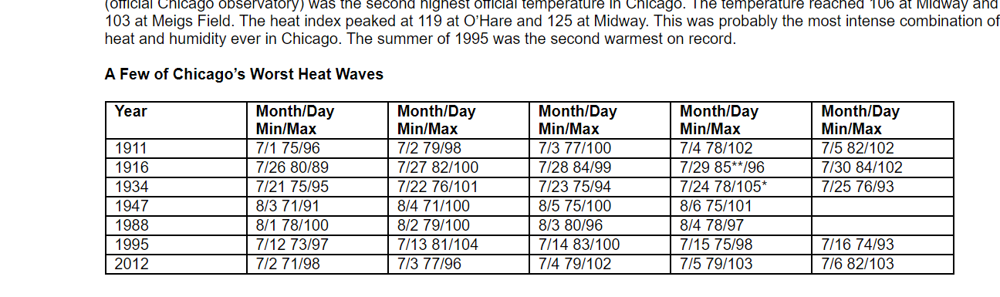 (official Chicago observatory) was the second highest official temperature in Chicago. The temperature reached 106 at Midway and
103 at Meigs Field. The heat index peaked at 119 at O’Hare and 125 at Midway. This was probably the most intense combination of
heat and humidity ever in Chicago. The summer of 1995 was the second warmest on record.
A Few of Chicago’s Worst Heat Waves
Year Month/Day Month/Day Month/Day Month/Day Month/Day
Min/Max Min/Max Min/Max Min/Max Min/Max
1911 7/1 75/96 7/2 79/98 7/3 77/100 7/4 78/102 7/5 82/102
1916 7/26 80/89 7/27 82/100 7/28 84/99 7/29 85**/96 7/30 84/102
1934 7/21 75/95 7/22 76/101 7/23 75/94 7/24 78/105* 7/25 76/93
1947 8/3 71/91 8/4 71/100 8/5 75/100 8/6 75/101
1988 8/1 78/100 8/2 79/100 8/3 80/96 8/4 78/97
1995 7/12 73/97 7/13 81/104 7/14 83/100 7/15 75/98 7/16 74/93
2012 7/2 71/98 7/3 77/96 7/4 79/102 7/5 79/103 7/6 82/103